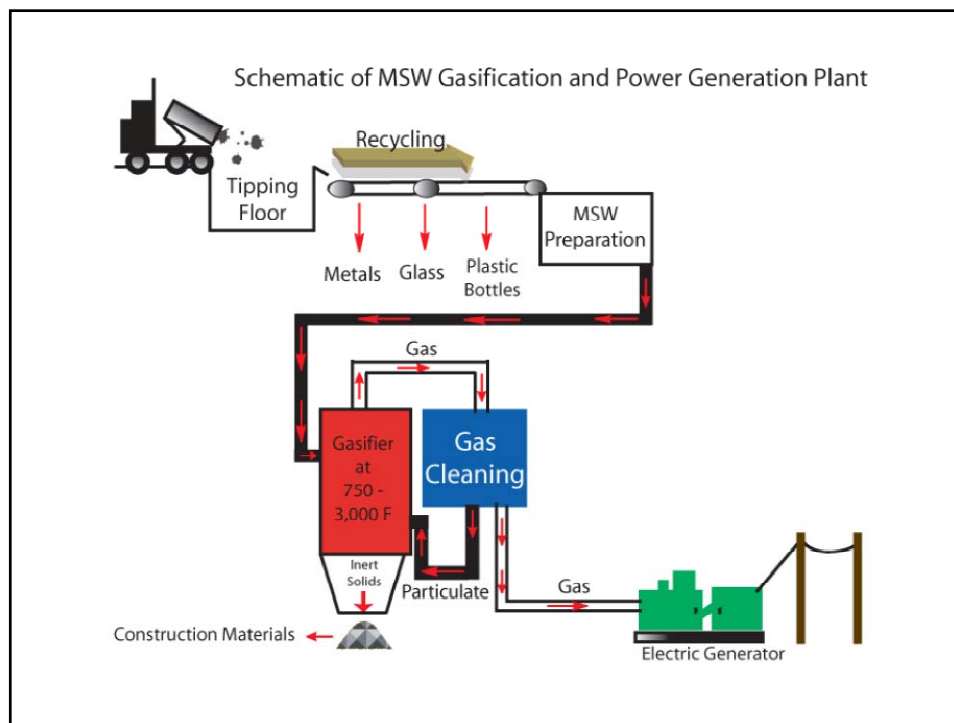 Schematic of MSW Gasification and Power Generation Plant
Recycling
Tipping
Floor
MSW
Preparation
Metals
Glass
Plastic
Bottles
Gas
Gasifier
at
750 -
3,000 F
Gas
Cleaning
Inert
Solids
Particulate
Gas
Construction Materials
Electric Generator